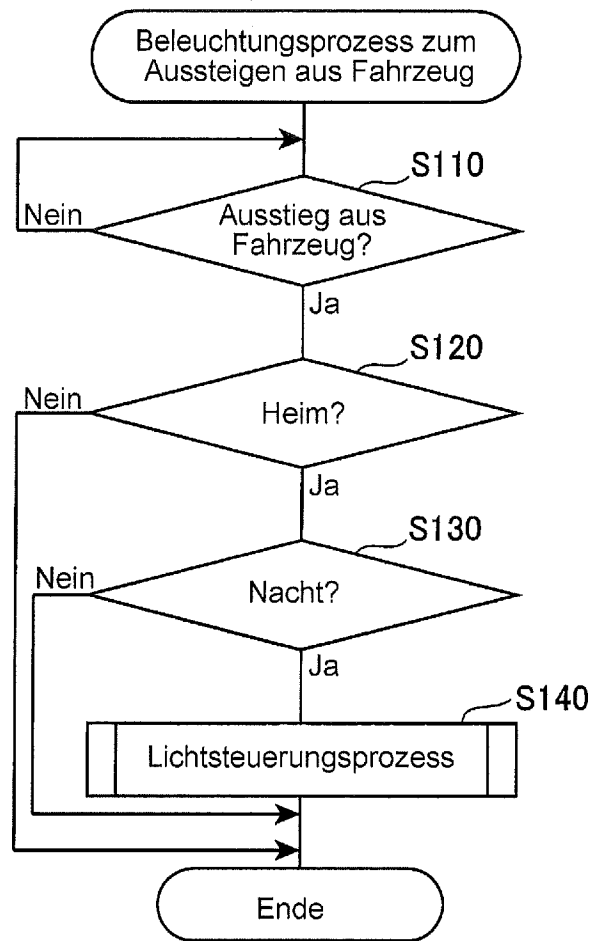 Beleuchtungsprozess zum
Aussteigen aus Fahrzeug
S110
Nein
Ausstieg aus
Fahrzeug?
Ja
S120
Nein
Heim?
Ja
S130
Nein
Nacht?
Ja
S140
Lichtsteuerungsprozess
Ende